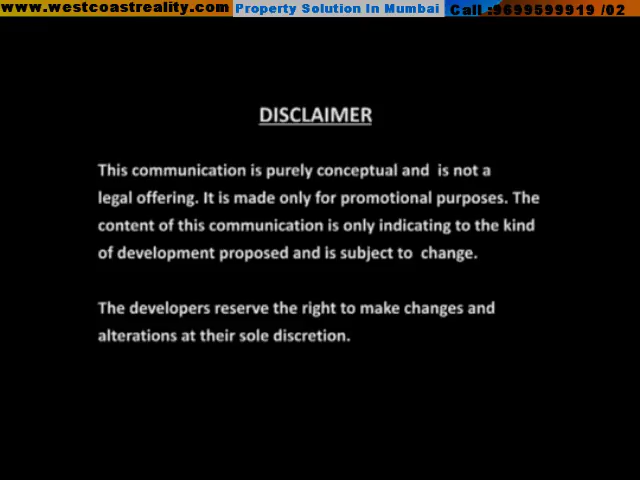 www.westcoastreality.com Property Solution In Mumbai Call :9699599919 /02
DISCLAIMER
This communication is purely conceptual and is not a
legal offering. It is made only for promotional purposes. The
content of this communication is only indicating to the kind
of development proposed and is subject to change.
The developers reserve the right to make changes and
alterations at their sole discretion.